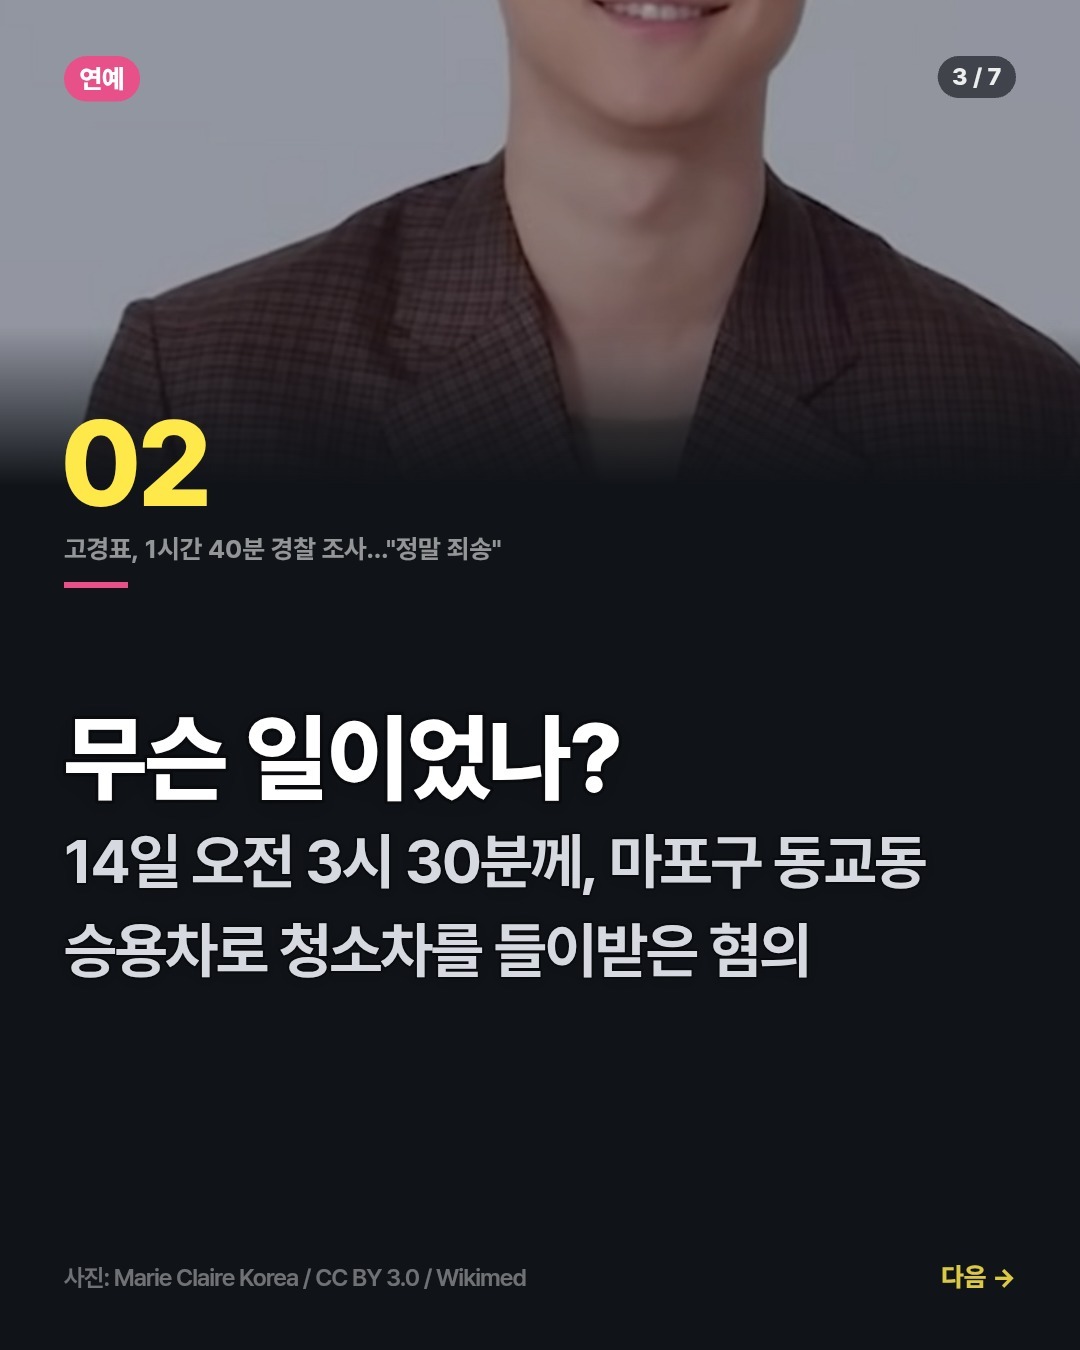 연예
3 / 7
02
고경표, 1시간 40분 경찰 조사..."정말 죄송"
무슨 일이었나?
14일 오전 3시 30분께, 마포구 동교동
승용차로 청소차를 들이받은 혐의
사진: Marie Claire Korea / CC BY 3.0 / Wikimed
다음 →